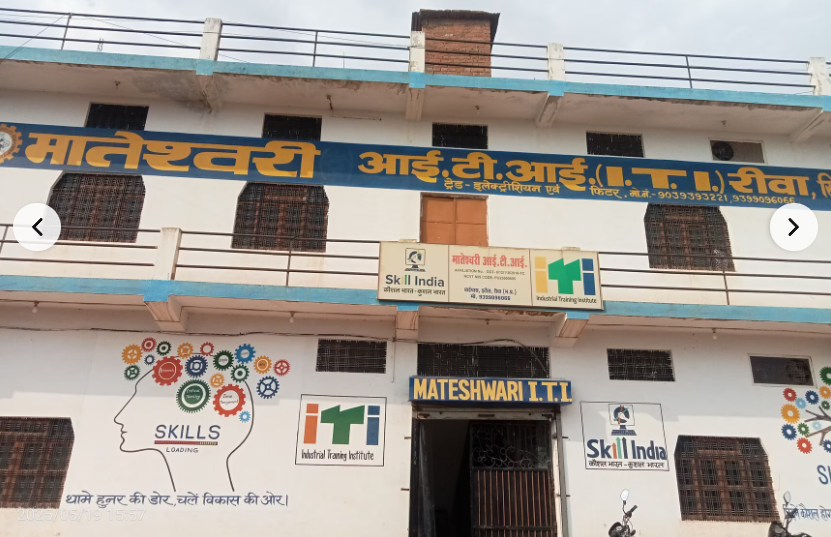 मातेश्वरी आई.टी.आई.(I.T.I.) रीवा,
ट्रेड - इलेक्ट्रीशियन एवं फिटर, मो.नं.- 9039393221,9399096066
Skill India
कौशल भारत - कुशल भारत
मातेश्वरी आई.टी.आई.
मो. 9399096066
iTi
Industrial Training Institute
MATESHWARI I.T.I.
SKILLS
LOADING
थामे हुनर की डोर,चलें विकास की ओर।
iTi
Industrial Training Institute
Skill India
कौशल भारत - कुशल भारत